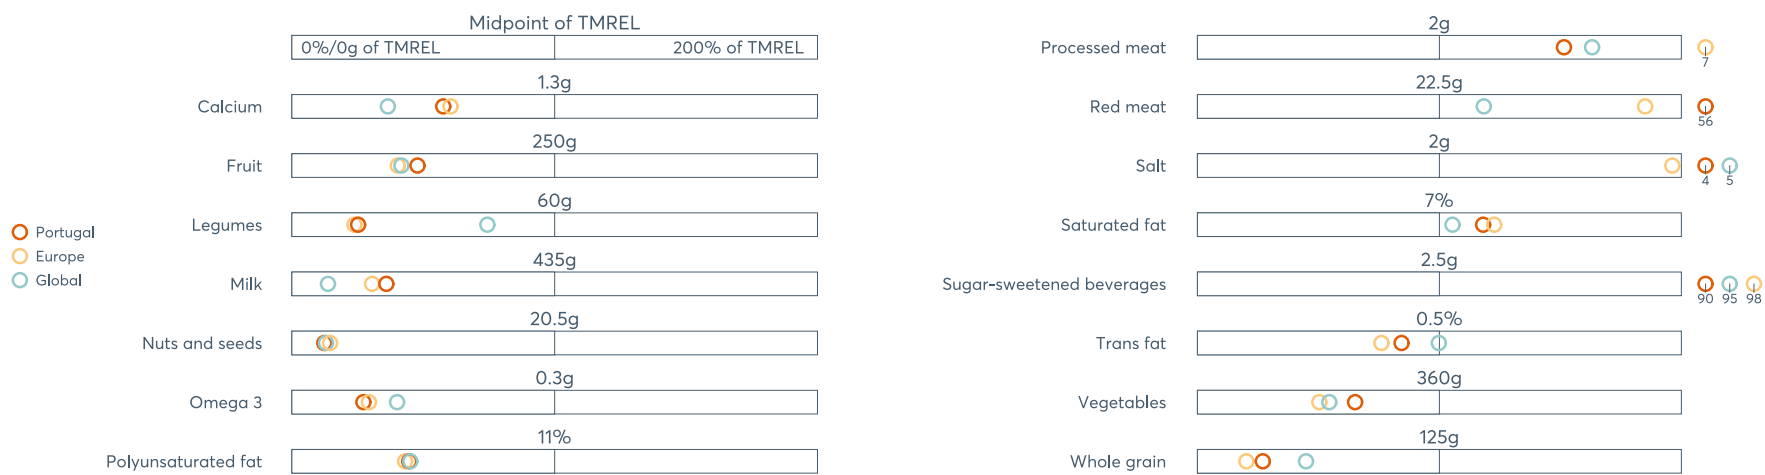 Midpoint of TMREL
0%/0g of TMREL 200% of TMREL
Calcium 1.3g
Fruit 250g
Legumes 60g
Milk 435g
Nuts and seeds 20.5g
Omega 3 0.3g
Polyunsaturated fat 11%
Portugal
Europe
Global
Processed meat 2g 7
Red meat 22.5g 56
Salt 2g 4 5
Saturated fat 7%
Sugar-sweetened beverages 2.5g 90 95 98
Trans fat 0.5%
Vegetables 360g
Whole grain 125g